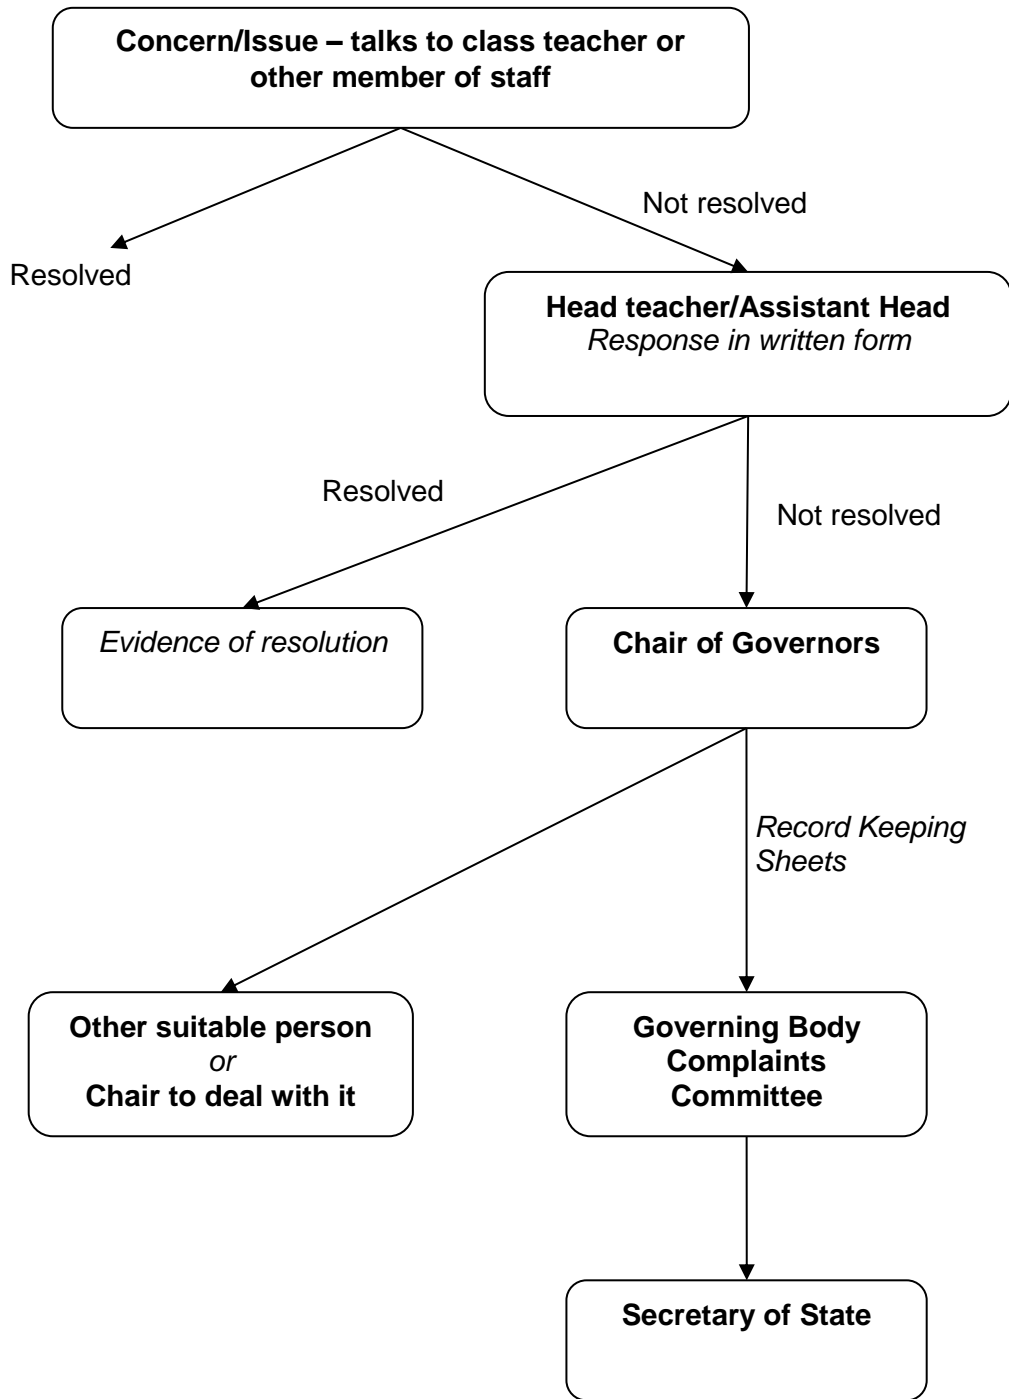 Concern/Issue – talks to class teacher or
other member of staff
Not resolved
Resolved
Head teacher/Assistant Head
Response in written form
Resolved
Not resolved
Evidence of resolution
Chair of Governors
Record Keeping
Sheets
Other suitable person
or
Chair to deal with it
Governing Body
Complaints
Committee
Secretary of State